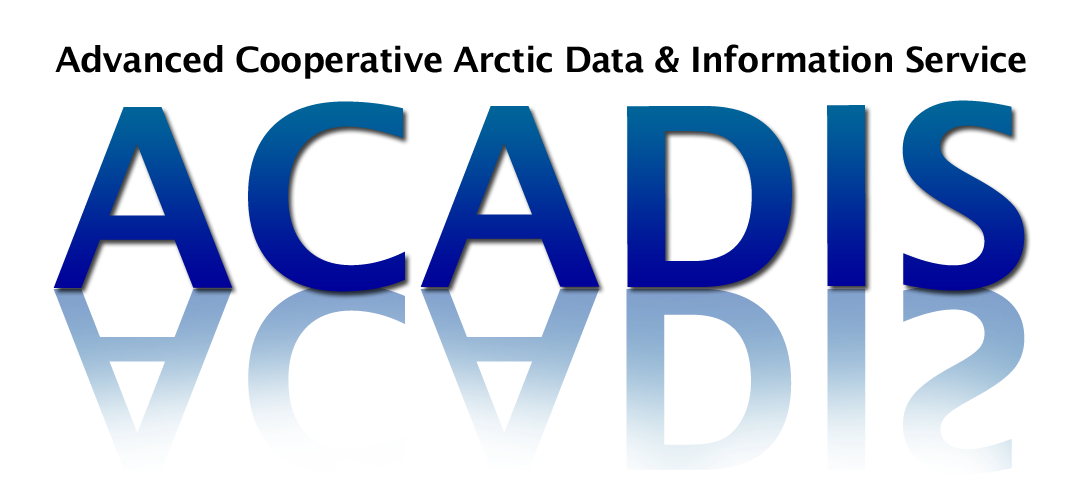 Advanced Cooperative Arctic Data & Information Service
ACADIS